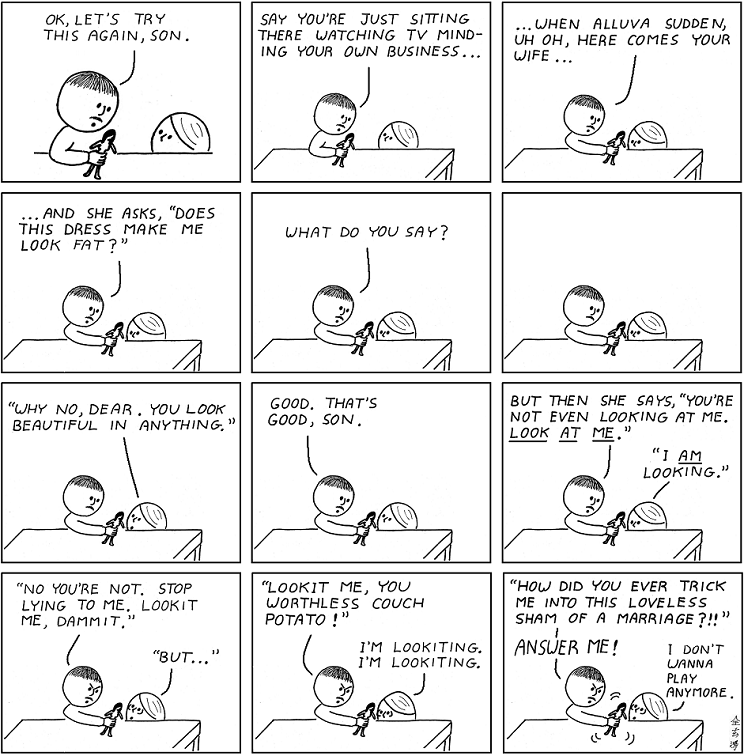 OK, LET'S TRY
THIS AGAIN, SON.
SAY YOU'RE JUST SITTING
THERE WATCHING TV MIND-
ING YOUR OWN BUSINESS...
...WHEN ALLUVA SUDDEN,
UH OH, HERE COMES YOUR
WIFE...
...AND SHE ASKS, "DOES
THIS DRESS MAKE ME
LOOK FAT?"
WHAT DO YOU SAY?
"WHY NO, DEAR. YOU LOOK
BEAUTIFUL IN ANYTHING."
GOOD. THAT'S
GOOD, SON.
BUT THEN SHE SAYS, "YOU'RE
NOT EVEN LOOKING AT ME.
LOOK AT ME."
"I AM
LOOKING."
"NO YOU'RE NOT. STOP
LYING TO ME. LOOKIT
ME, DAMMIT."
"BUT..."
"LOOKIT ME, YOU
WORTHLESS COUCH
POTATO!"
I'M LOOKITING.
I'M LOOKITING.
"HOW DID YOU EVER TRICK
ME INTO THIS LOVELESS
SHAM OF A MARRIAGE?!!"
ANSWER ME!
I DON'T
WANNA
PLAY
ANYMORE.